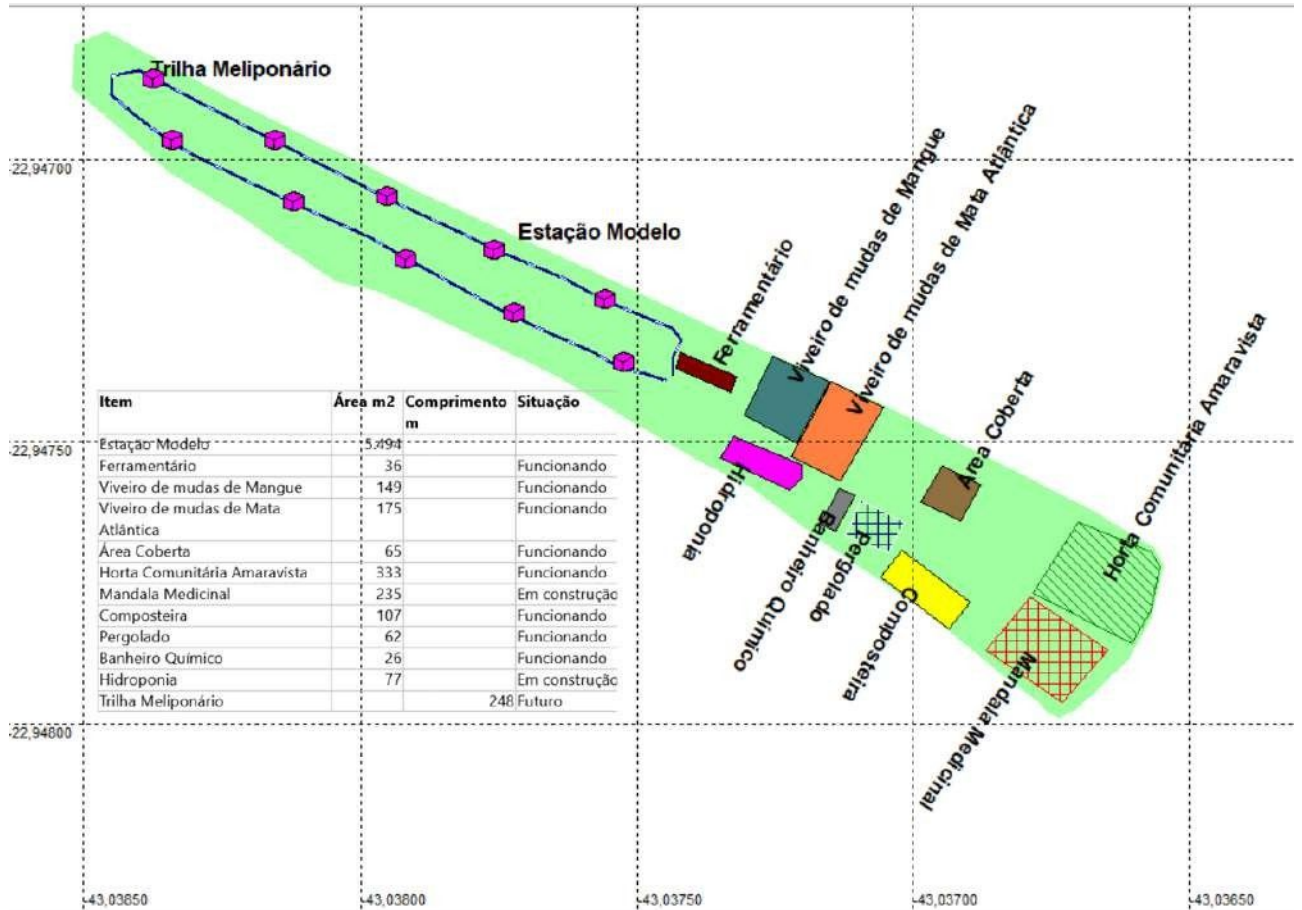 Trilha Meliponário
-22,94700
Viveiro de mudas de Mangue
Viveiro de mudas de Mata Atlântica
Estação Modelo
Ferramentário
Horta Comunitária Amaravista
Área Coberta
Item Área m2 Comprimento m Situação
Estação Modelo 5.494
Ferramentário 36 Funcionando
Viveiro de mudas de Mangue 149 Funcionando
Viveiro de mudas de Mata 175 Funcionando
Atlântica
Área Coberta 65 Funcionando
Horta Comunitária Amaravista 333 Funcionando
Mandala Medicinal 235 Em construção
Composteira 107 Funcionando
Pergolado 62 Funcionando
Banheiro Químico 26 Funcionando
Hidroponia 77 Em construção
Trilha Meliponário 248 Futuro
-22,94750
Hidroponia
Banheiro Químico
Pergolado
Composteira
Mandala Medicinal
-22,94800
-43,03850 -43,03800 -43,03750 -43,03700 -43,03650